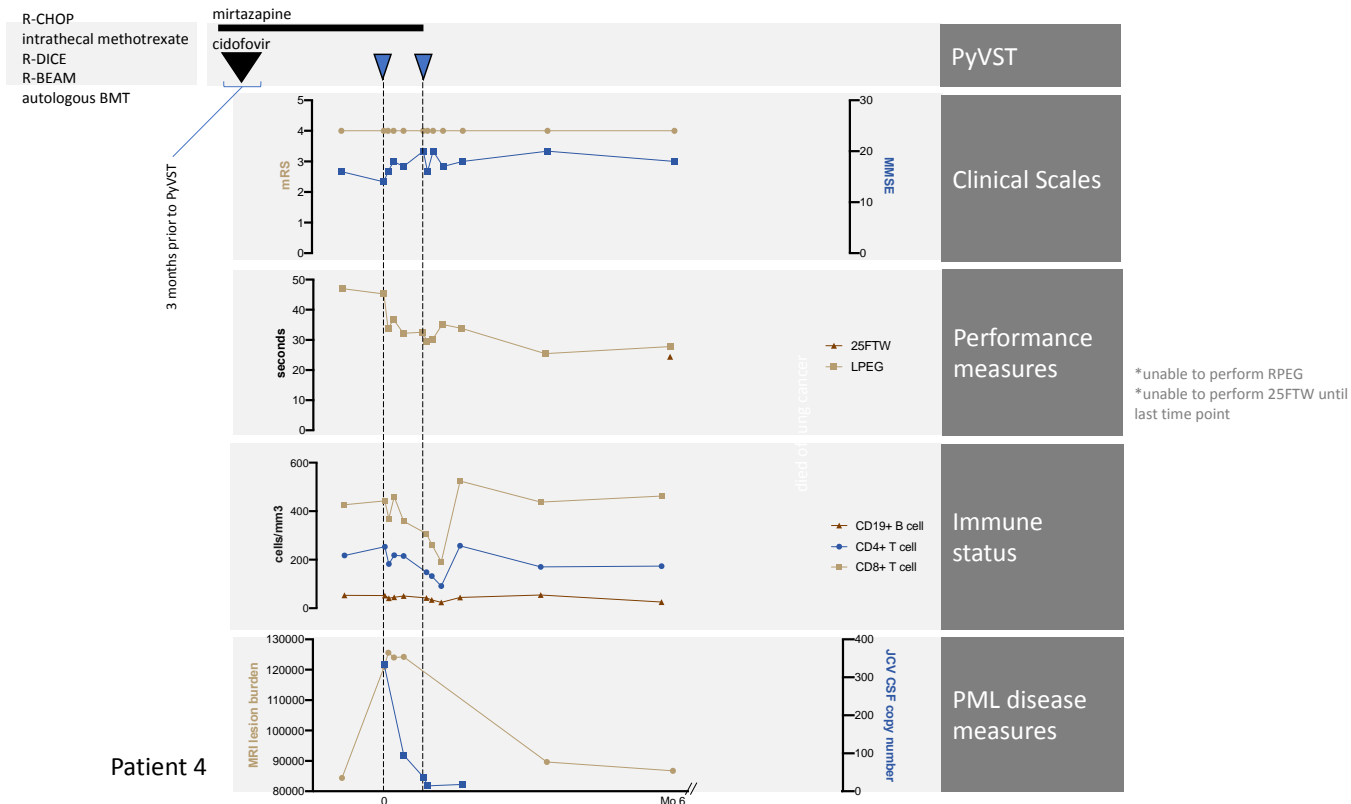 R-CHOP
intrathecal methotrexate
R-DICE
R-BEAM
autologous BMT
mirtazapine
cidofovir
PyVST
3 months prior to PyVST
5
4
3
2
1
0
mRS
30
20
10
0
MMSE
Clinical Scales
50
40
30
20
10
0
seconds
25FTW
LPEG
Performance
measures
*unable to perform RPEG
*unable to perform 25FTW until
last time point
died of lung cancer
600
400
200
0
cells/mm3
CD19+ B cell
CD4+ T cell
CD8+ T cell
Immune
status
130000
120000
110000
100000
90000
80000
MRI lesion burden
400
300
200
100
0
JCV CSF copy number
PML disease
measures
0
Mo 6
Patient 4